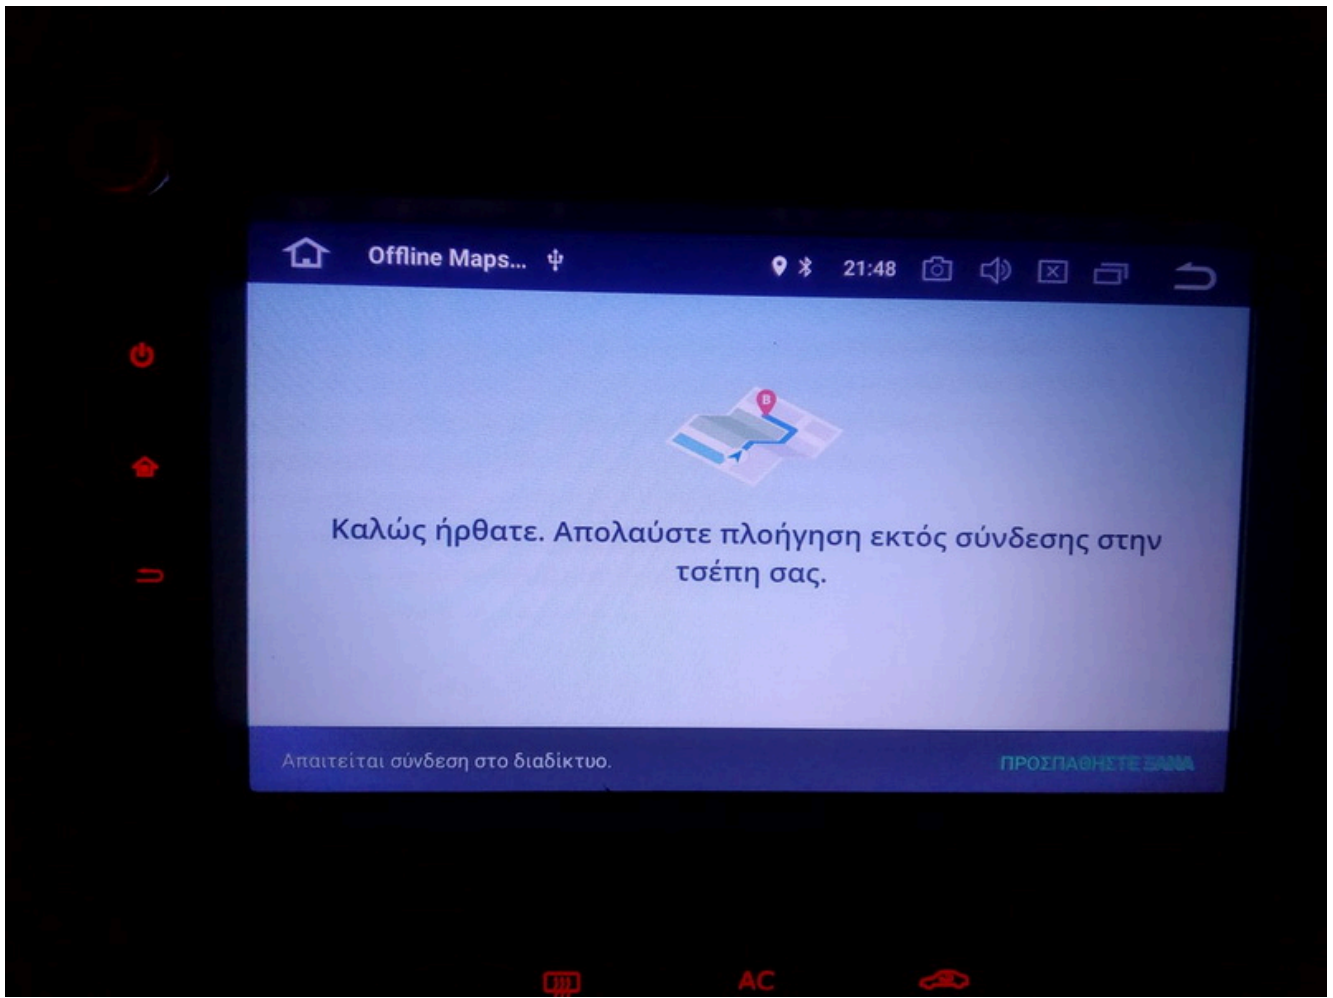 Offline Maps...
21:48
B
Καλώς ήρθατε. Απολαύστε πλοήγηση εκτός σύνδεσης στην
τσέπη σας.
Απαιτείται σύνδεση στο διαδίκτυο.
ΠΡΟΣΠΑΘΗΣΤΕ ΞΑΝΑ
AC